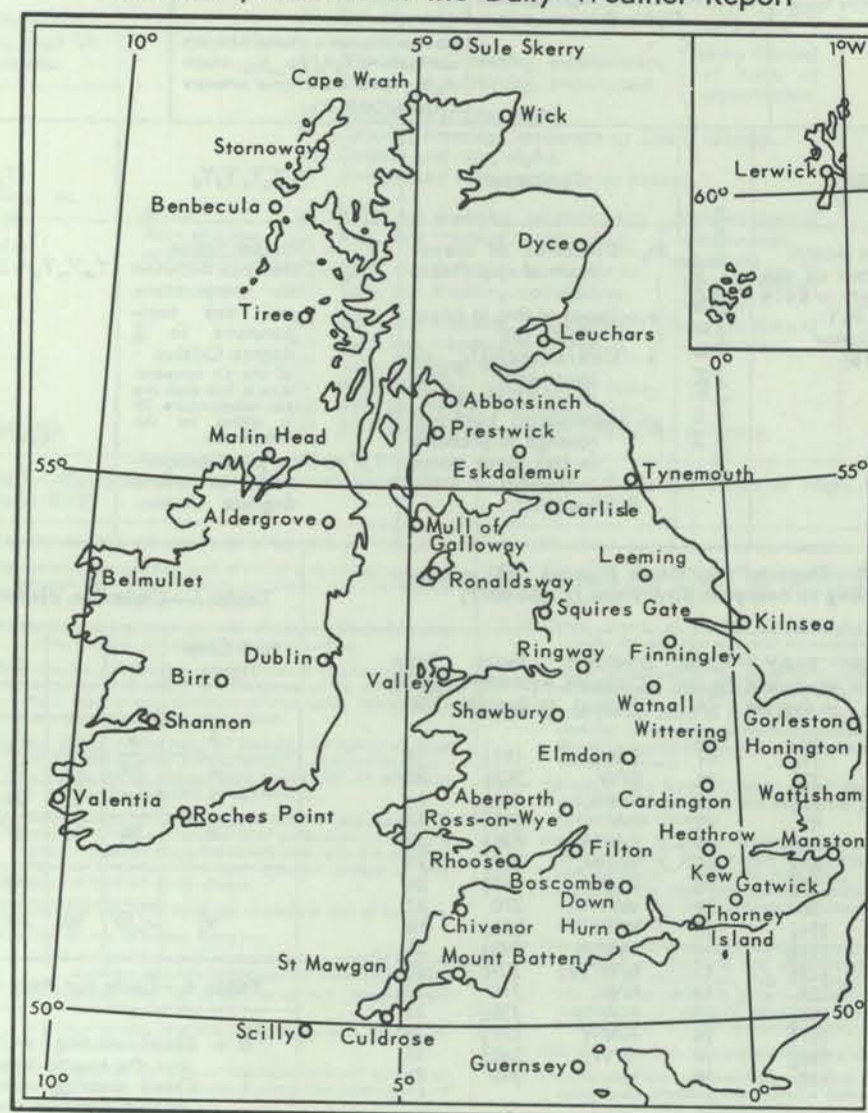 the Daily Weather Report
10°
5°
Sule Skerry
1°W
Cape Wrath
Wick
Stornoway
Lerwick
60°
Benbecula
Dyce
Tiree
Leuchars
0°
Abbotsinch
Prestwick
Malin Head
Eskdalemuir
Tynemouth
55°
55°
Carlisle
Aldergrove
Mull of
Galloway
Leeming
Belmullet
Ronaldsway
Squires Gate
Kilnsea
Dublin
Ringway
Finningley
Birr
Valley
Watnall
Shannon
Shawbury
Wittering
Gorleston
Honington
Elmdon
Valentia
Aberporth
Cardington
Wattisham
Roches Point
Ross-on-Wye
Heathrow
Manston
Rhoose
Filton
Kew
Boscombe
Down
Gatwick
Chivenor
Hurn
Thorney
Island
St Mawgan
Mount Batten
50°
50°
Scilly
Culdrose
Guernsey
10°
5°
0°